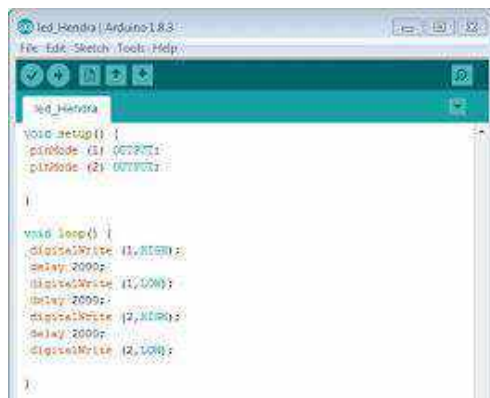 led_Hendra | Arduino 1.8.3
File Edit Sketch Tools Help
led_Hendra
void setup() {
pinMode (1) OUTPUT;
pinMode (2) OUTPUT;
}
void loop() {
digitalWrite (1,HIGH);
delay 2000;
digitalWrite (1,LOW);
delay 2000;
digitalWrite (2,HIGH);
delay 2000;
digitalWrite (2,LOW);
}